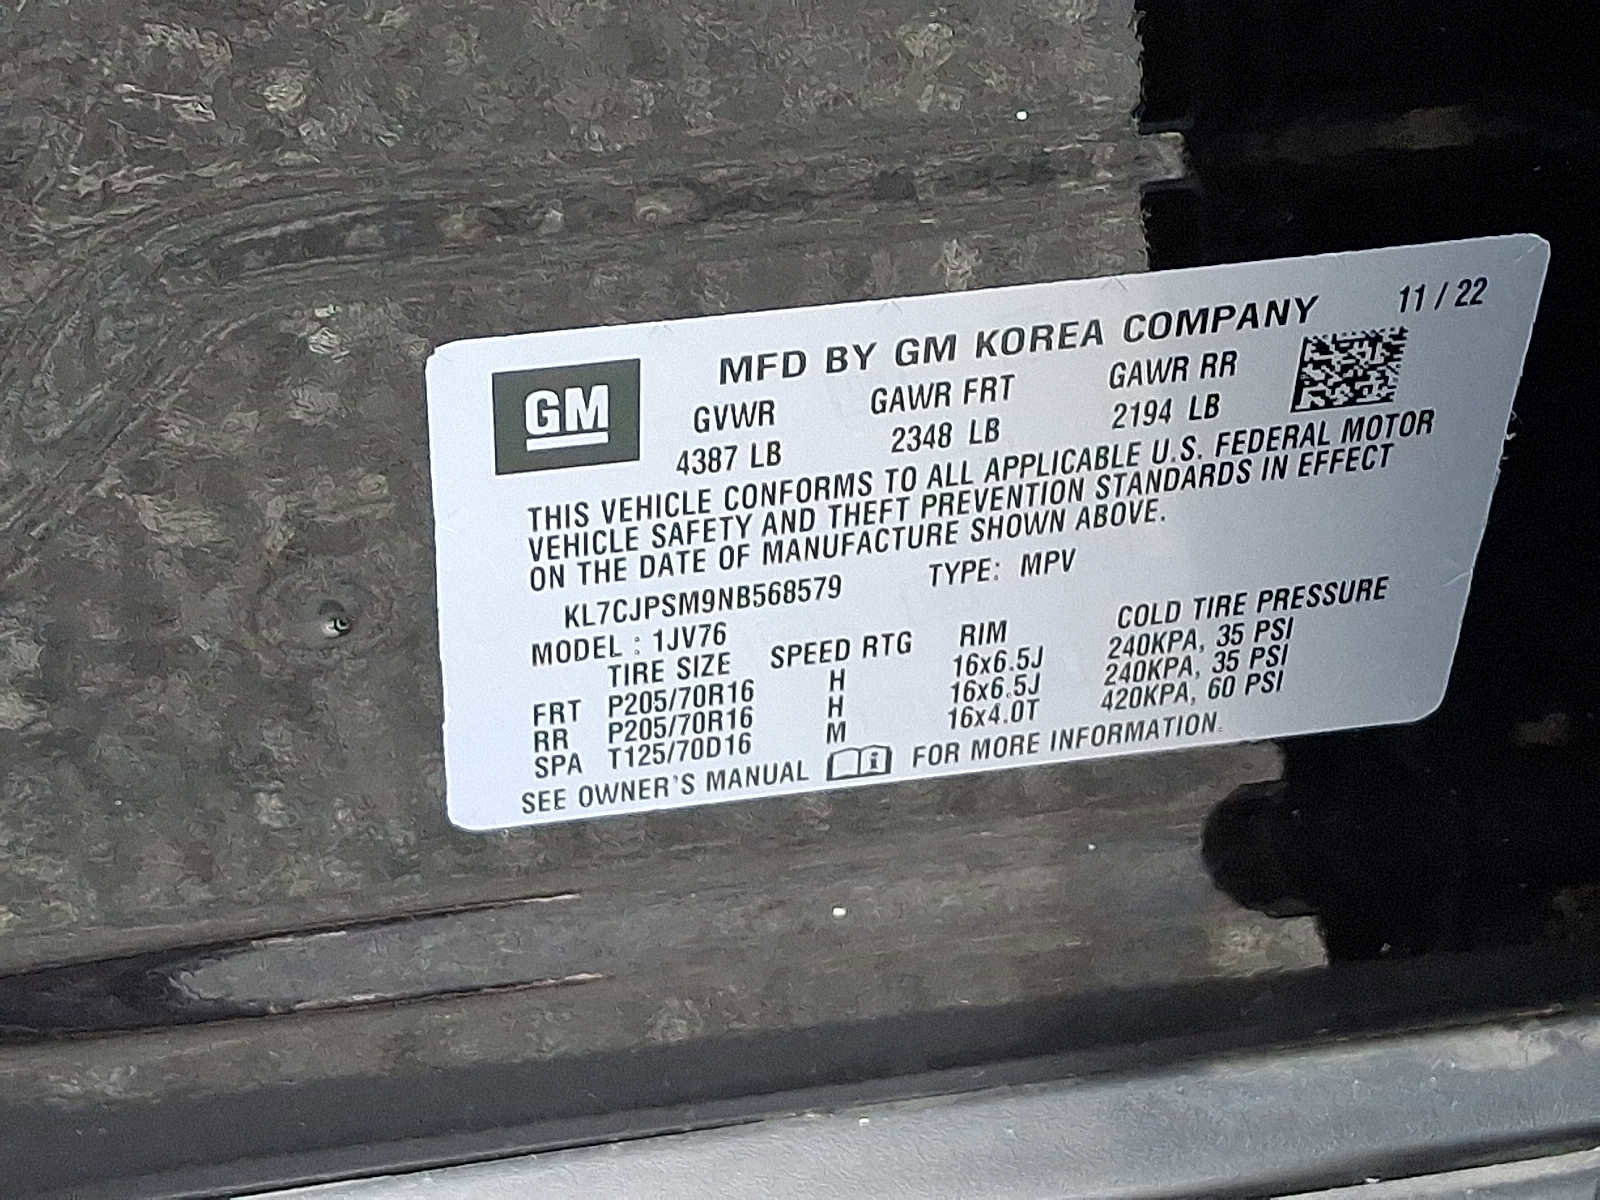 MFD BY GM KOREA COMPANY 11 / 22
GM
GVWR GAWR FRT GAWR RR
4387 LB 2348 LB 2194 LB
THIS VEHICLE CONFORMS TO ALL APPLICABLE U.S. FEDERAL MOTOR
VEHICLE SAFETY AND THEFT PREVENTION STANDARDS IN EFFECT
ON THE DATE OF MANUFACTURE SHOWN ABOVE.
KL7CJPSM9NB568579 TYPE: MPV
MODEL : 1JV76
TIRE SIZE SPEED RTG RIM COLD TIRE PRESSURE
FRT P205/70R16 H 16x6.5J 240KPA, 35 PSI
RR P205/70R16 H 16x6.5J 240KPA, 35 PSI
SPA T125/70D16 M 16x4.0T 420KPA, 60 PSI
SEE OWNER'S MANUAL i FOR MORE INFORMATION.